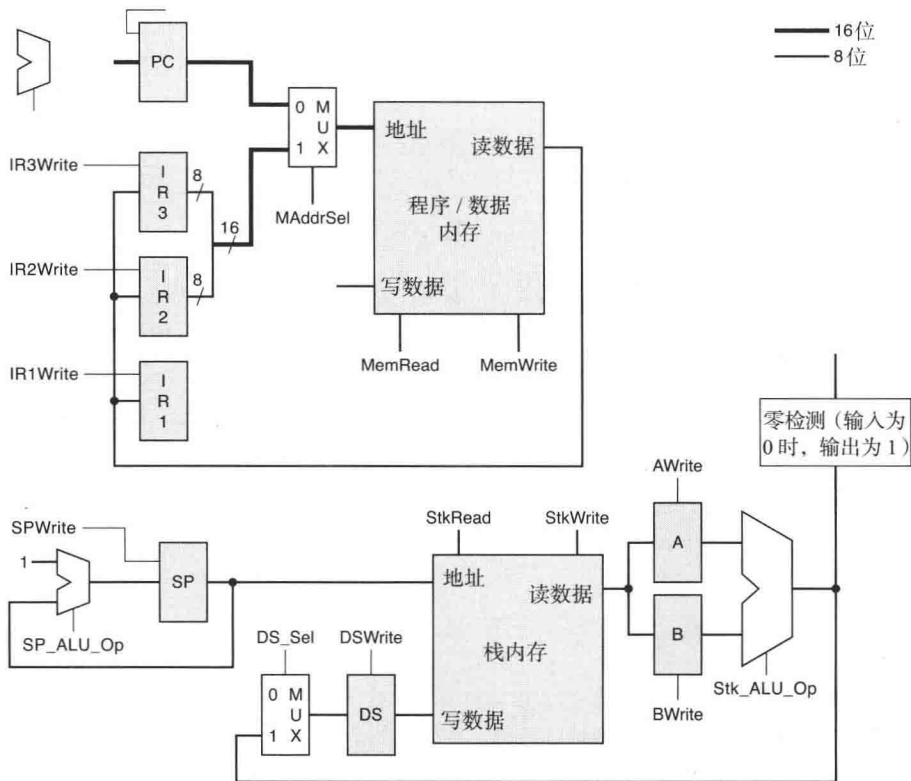 16位
8位
PC
0 M
U
1 X
MAddrSel
地址
读数据
程序 / 数据
内存
写数据
MemRead
MemWrite
IR3Write
I
R
3
8
16
IR2Write
I
R
2
8
IR1Write
I
R
1
零检测（输入为
0 时，输出为 1）
SPWrite
1
SP
SP_ALU_Op
StkRead
StkWrite
地址
读数据
栈内存
写数据
DS_Sel
0 M
U
1 X
DSWrite
DS
AWrite
A
B
BWrite
Stk_ALU_Op